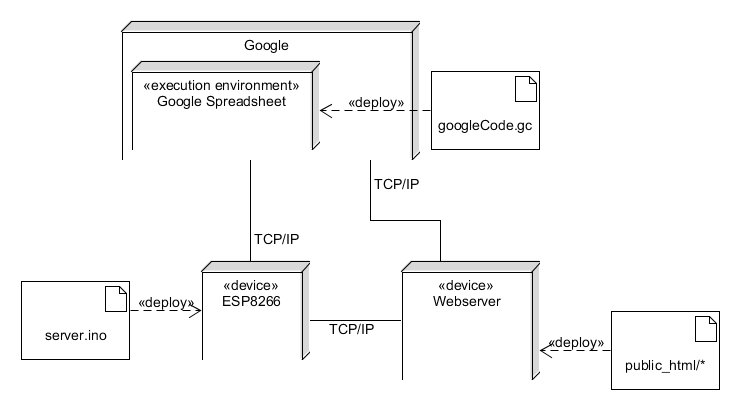 Google
«execution environment»
Google Spreadsheet
«deploy»
googleCode.gc
TCP/IP
TCP/IP
«device»
ESP8266
«device»
Webserver
«deploy»
server.ino
TCP/IP
«deploy»
public_html/*